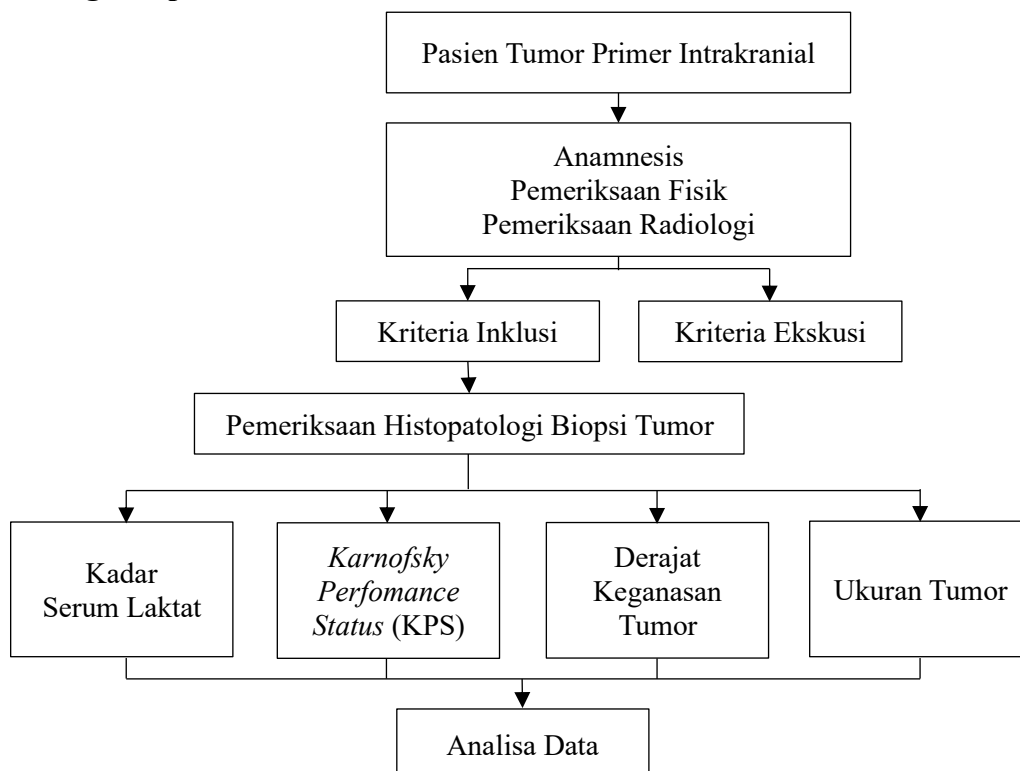 Pasien Tumor Primer Intrakranial
Anamnesis
Pemeriksaan Fisik
Pemeriksaan Radiologi
Kriteria Inklusi
Kriteria Ekskusi
Pemeriksaan Histopatologi Biopsi Tumor
Kadar
Serum Laktat
Karnofsky
Perfomance
Status (KPS)
Derajat
Keganasan
Tumor
Ukuran Tumor
Analisa Data